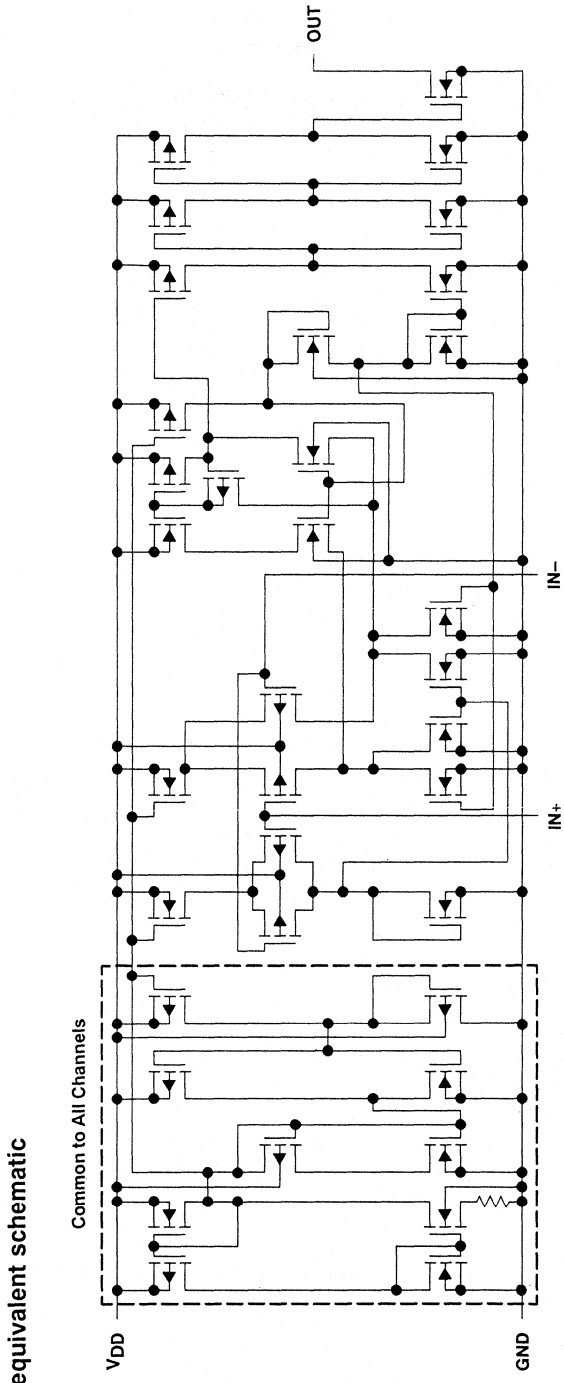 equivalent schematic
Common to All Channels
VDD
GND
IN+
IN−
OUT